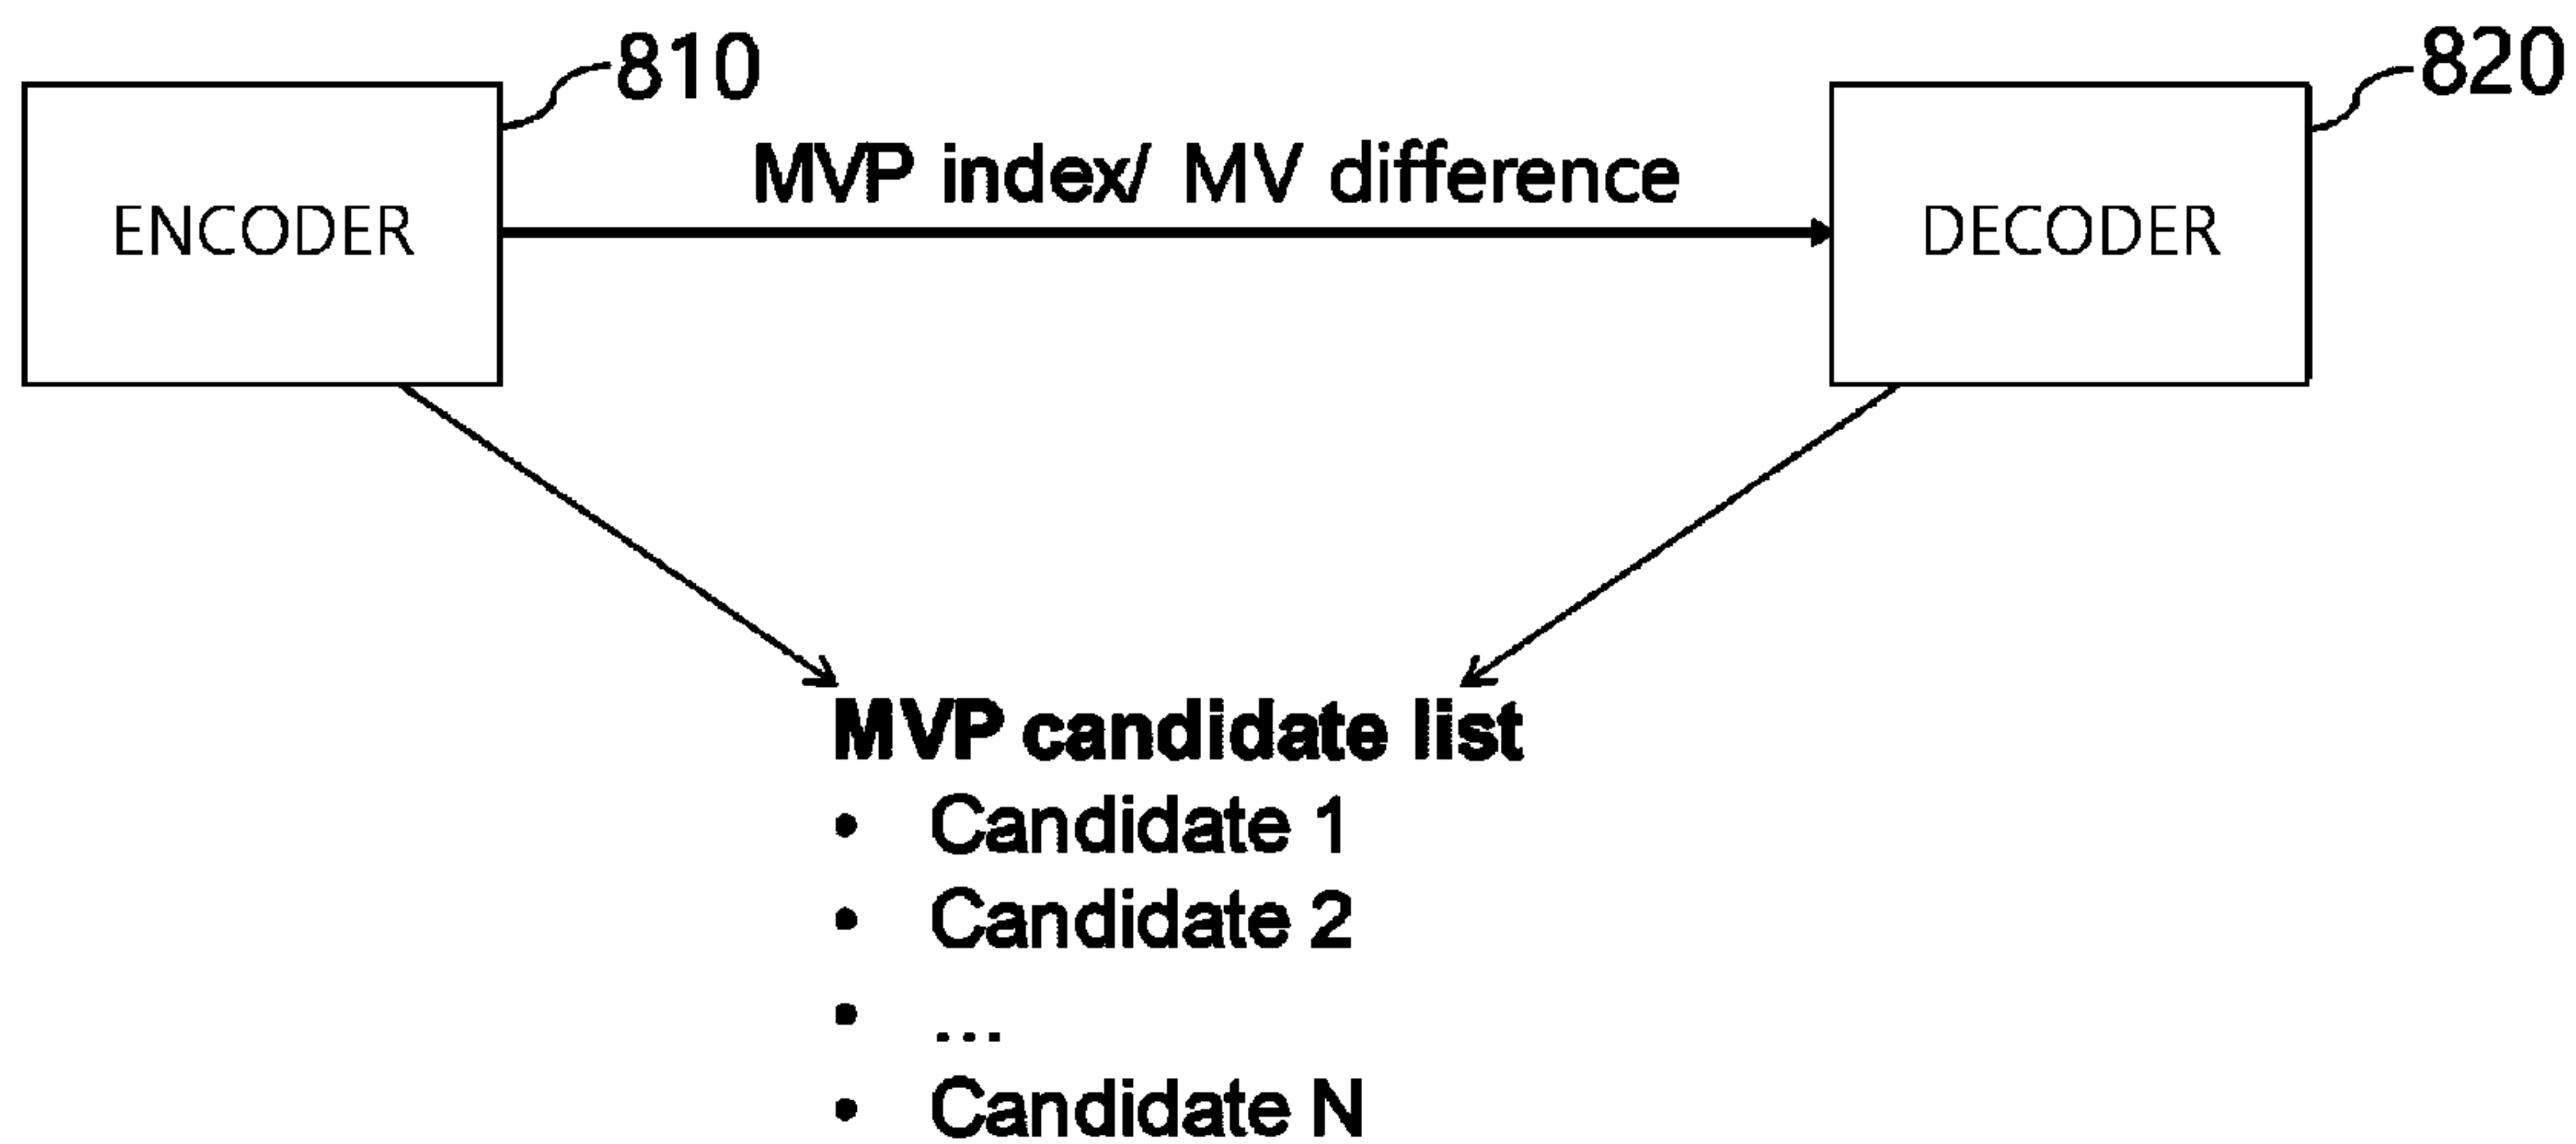 810
820
MVP index/ MV difference
ENCODER
DECODER
MVP candidate list
• Candidate 1
• Candidate 2
• ...
• Candidate N